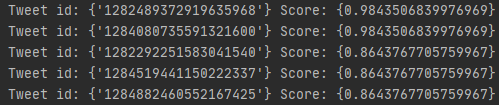 Tweet id: {'1282489372919635968'} Score: {0.9843506839976969}
Tweet id: {'1284080735591321600'} Score: {0.9843506839976969}
Tweet id: {'1282292251583041540'} Score: {0.8643767705759967}
Tweet id: {'1284519441150222337'} Score: {0.8643767705759967}
Tweet id: {'1284882460552167425'} Score: {0.8643767705759967}